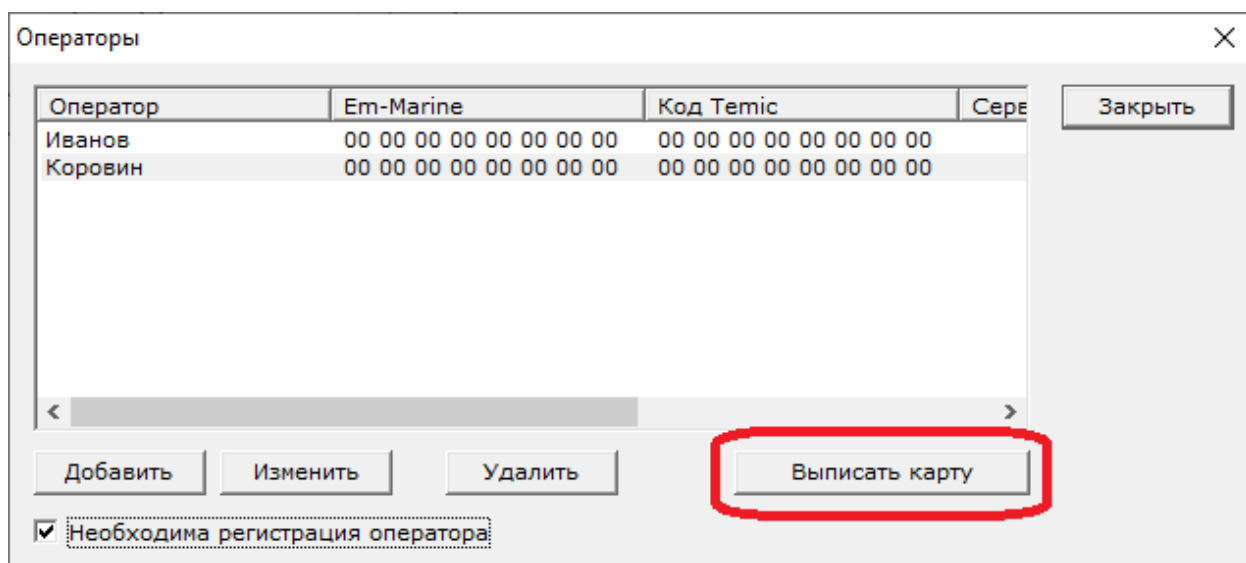 Операторы
Оператор Em-Marine Код Temic Серв Закрыть
Иванов 00 00 00 00 00 00 00 00 00 00 00 00 00 00 00 00
Коровин 00 00 00 00 00 00 00 00 00 00 00 00 00 00 00 00
Добавить Изменить Удалить Выписать карту
Необходима регистрация оператора